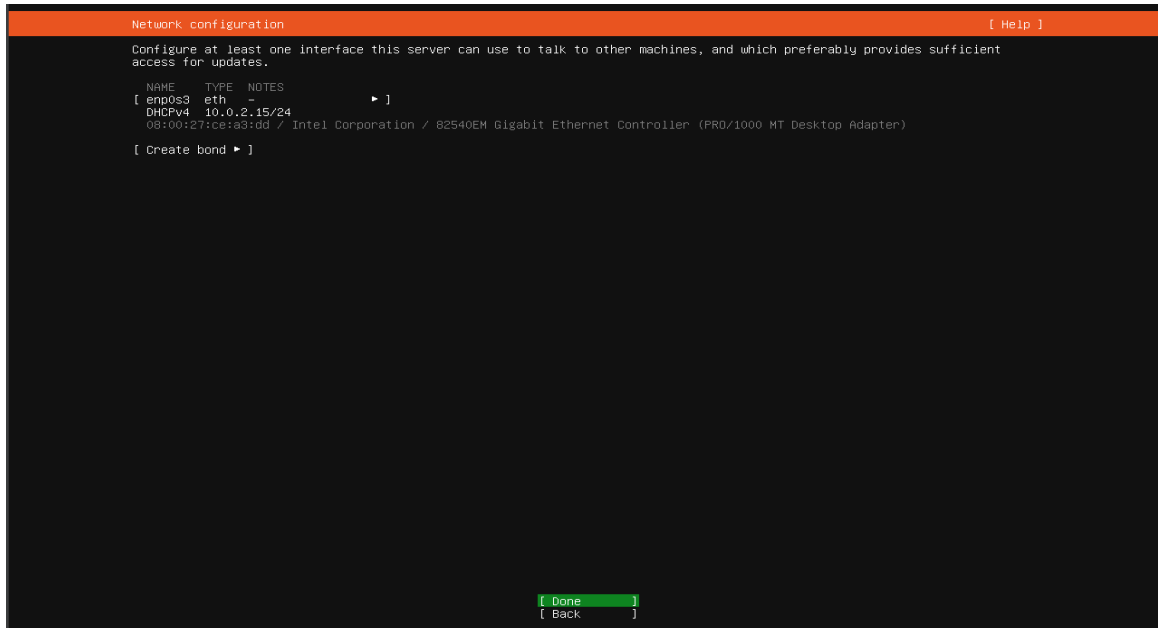 Network configuration [ Help ]
Configure at least one interface this server can use to talk to other machines, and which preferably provides sufficient
access for updates.
NAME TYPE NOTES
[ enp0s3 eth – ▸ ]
DHCPv4 10.0.2.15/24
08:00:27:ce:a3:dd / Intel Corporation / 82540EM Gigabit Ethernet Controller (PRO/1000 MT Desktop Adapter)
[ Create bond ▸ ]
[ Done ]
[ Back ]